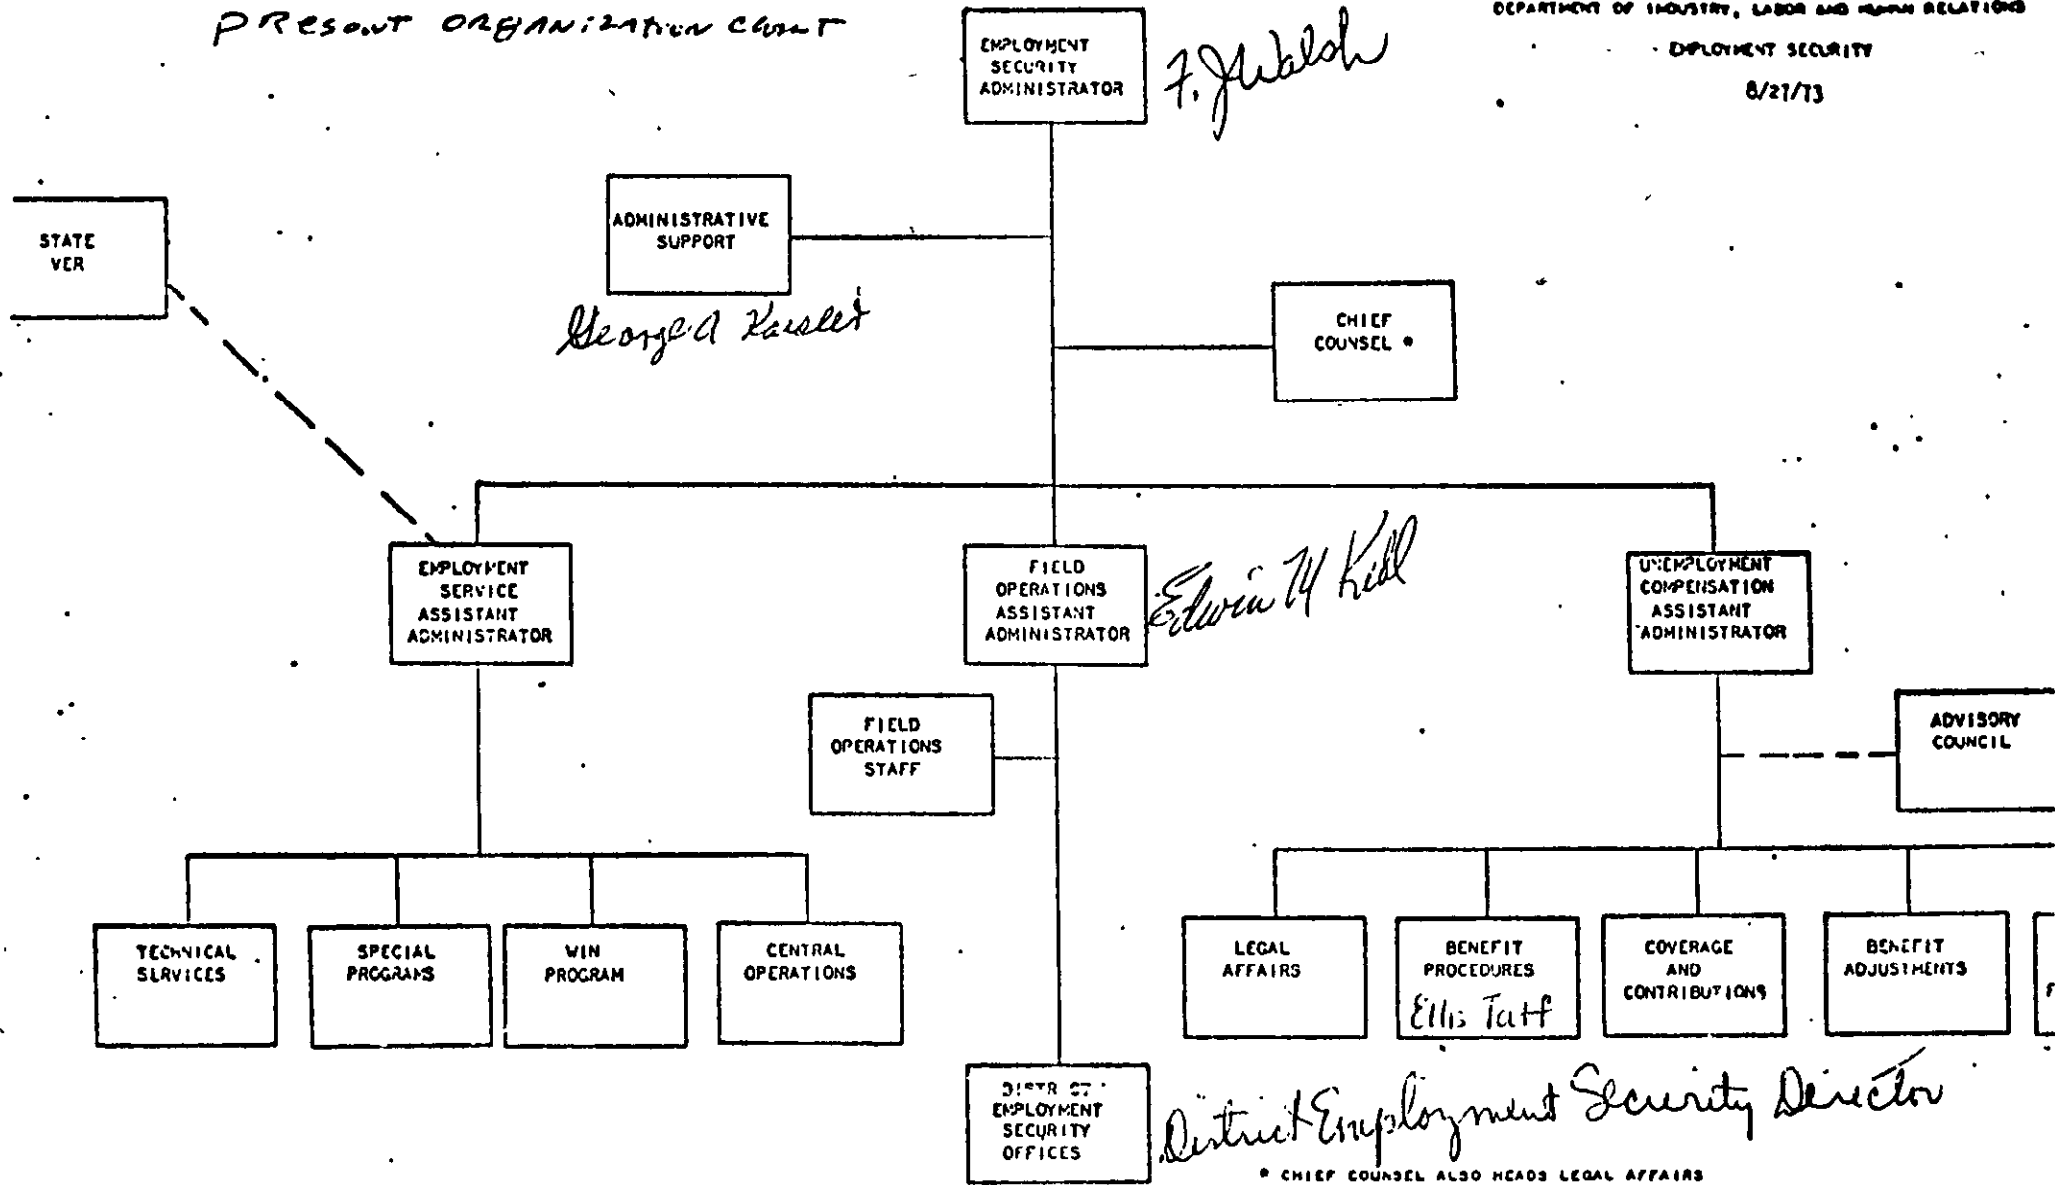 PRESENT ORGANIZATION CHART
DEPARTMENT OF INDUSTRY, LABOR AND HUMAN RELATIONS
EMPLOYMENT SECURITY
8/27/73
EMPLOYMENT
SECURITY
ADMINISTRATOR
F. J Walsh
ADMINISTRATIVE
SUPPORT
George A
STATE
VER
CHIEF
COUNSEL *
EMPLOYMENT
SERVICE
ASSISTANT
ADMINISTRATOR
FIELD
OPERATIONS
ASSISTANT
ADMINISTRATOR
Edwin M
UNEMPLOYMENT
COMPENSATION
ASSISTANT
ADMINISTRATOR
FIELD
OPERATIONS
STAFF
ADVISORY
COUNCIL
TECHNICAL
SERVICES
SPECIAL
PROGRAMS
WIN
PROGRAM
CENTRAL
OPERATIONS
LEGAL
AFFAIRS
BENEFIT
PROCEDURES
Ellis Taff
COVERAGE
AND
CONTRIBUTIONS
BENEFIT
ADJUSTMENTS
F
DISTRICT
EMPLOYMENT
SECURITY
OFFICES
District Employment Security Director
* CHIEF COUNSEL ALSO HEADS LEGAL AFFAIRS